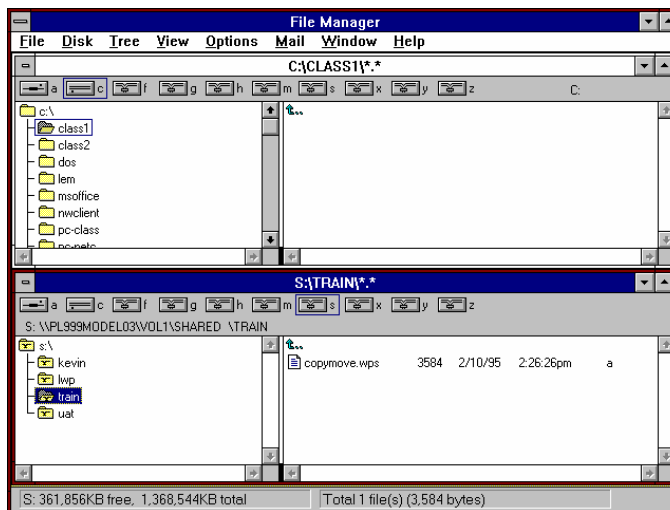 File Manager
File Disk Tree View Options Mail Window Help
C:\CLASS1\*.*
a c f g h m s x y z C:
c:\
class1
class2
dos
lem
msoffice
nwclient
pc-class
pc-netc
S:\TRAIN\*.*
a c f g h m s x y z
S: \\PL999MODEL03\VOL1\SHARED \TRAIN
s:\
kevin
lwp
train
uat
copymove.wps 3584 2/10/95 2:26:26pm a
S: 361,856KB free, 1,368,544KB total Total 1 file(s) (3,584 bytes)